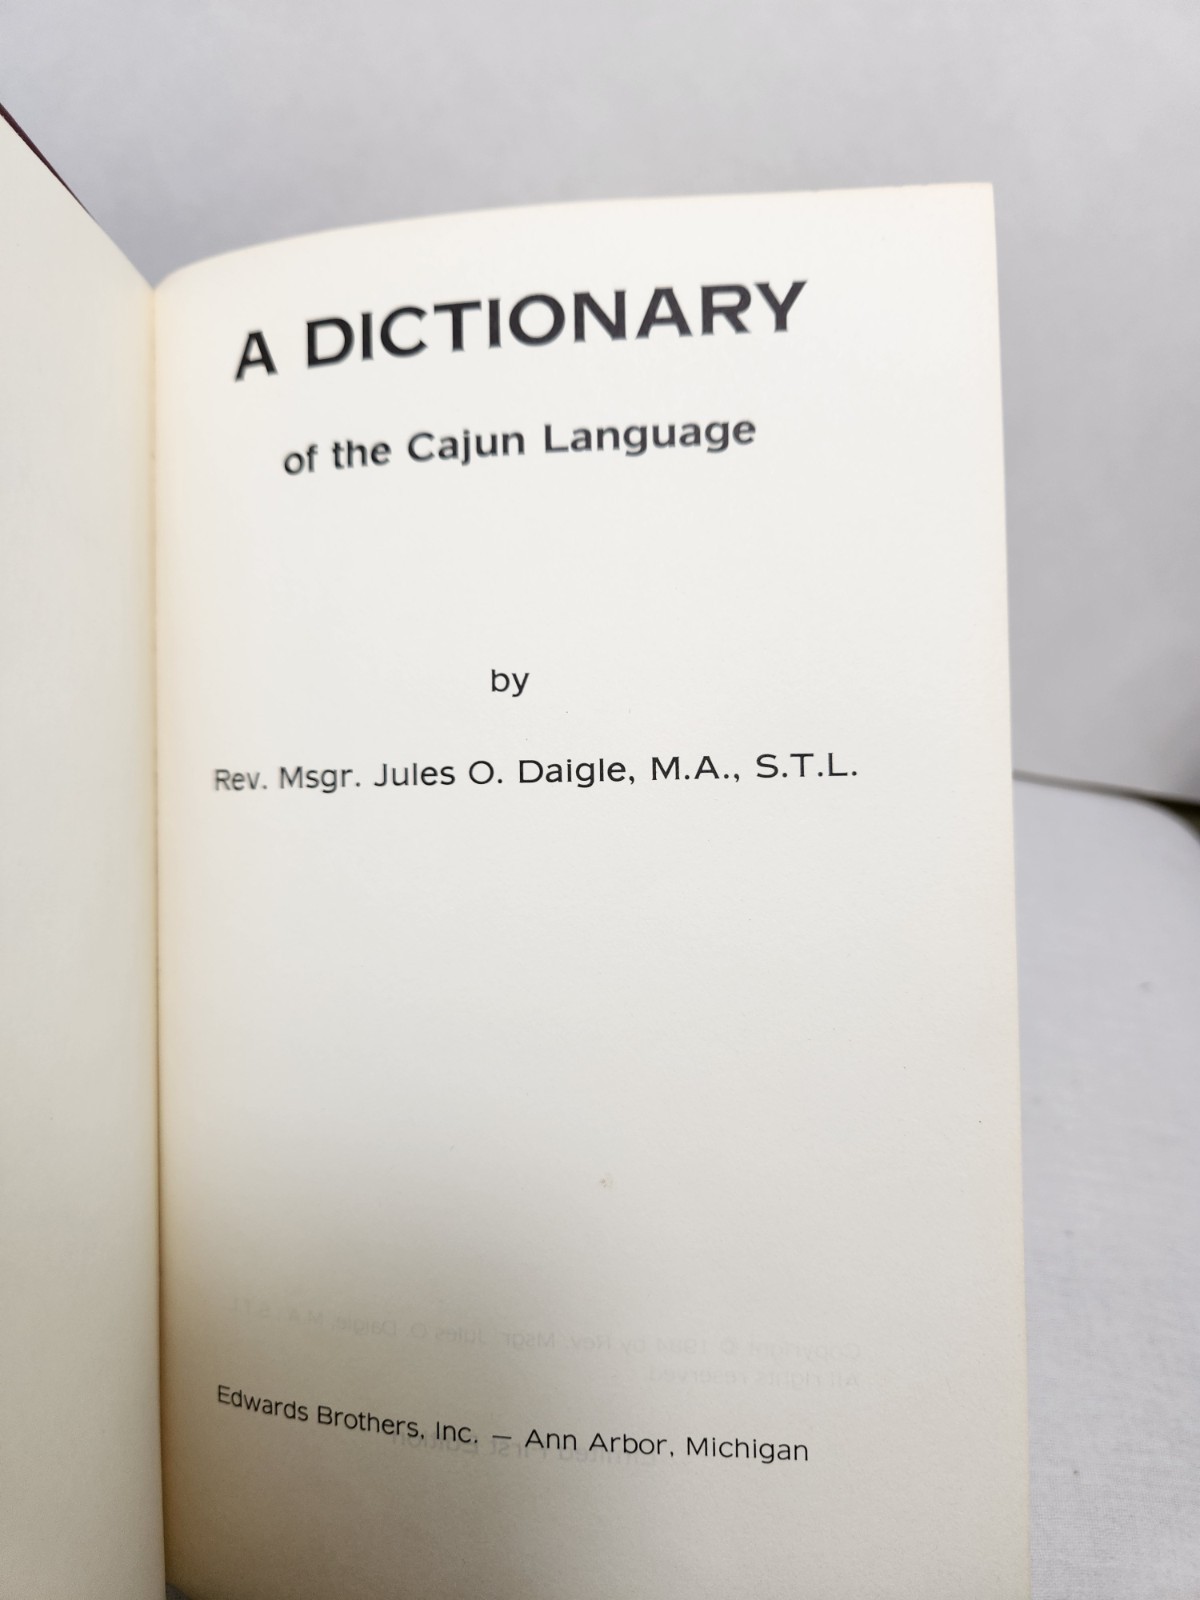 A DICTIONARY
of the Cajun Language
by
Rev. Msgr. Jules O. Daigle, M.A., S.T.L.
Edwards Brothers, Inc. — Ann Arbor, Michigan